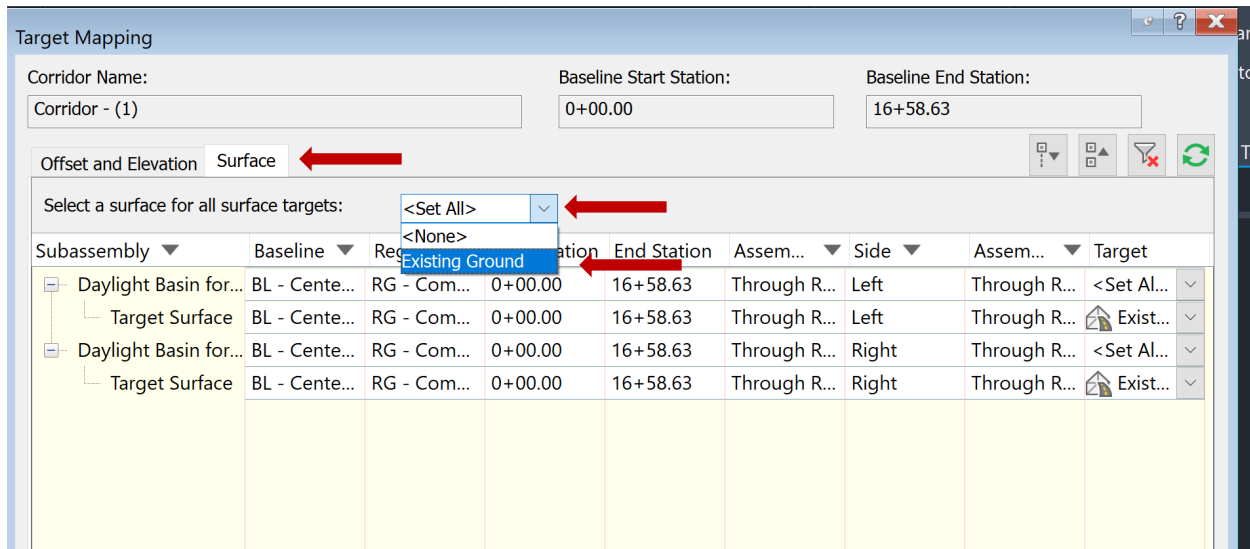 Target Mapping
Corridor Name: Baseline Start Station: Baseline End Station:
Corridor - (1) 0+00.00 16+58.63
Offset and Elevation Surface
Select a surface for all surface targets: <Set All>
<None>
Existing Ground
Subassembly Baseline Reg ation End Station Assem... Side Assem... Target
Daylight Basin for... BL - Cente... RG - Com... 0+00.00 16+58.63 Through R... Left Through R... <Set Al...
Target Surface BL - Cente... RG - Com... 0+00.00 16+58.63 Through R... Left Through R... Exist...
Daylight Basin for... BL - Cente... RG - Com... 0+00.00 16+58.63 Through R... Right Through R... <Set Al...
Target Surface BL - Cente... RG - Com... 0+00.00 16+58.63 Through R... Right Through R... Exist...